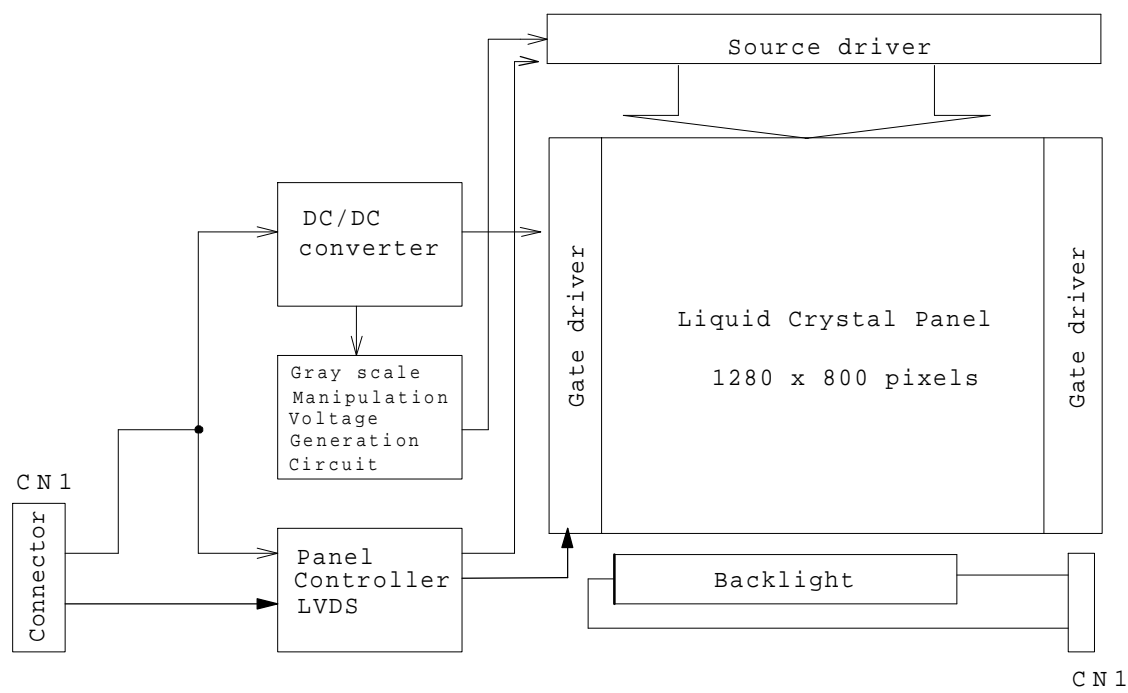 Source driver
DC/DC
converter
Gate driver
Liquid Crystal Panel
1280 x 800 pixels
Gate driver
Gray scale
Manipulation
Voltage
Generation
Circuit
CN1
Connector
Panel
Controller
LVDS
Backlight
CN1